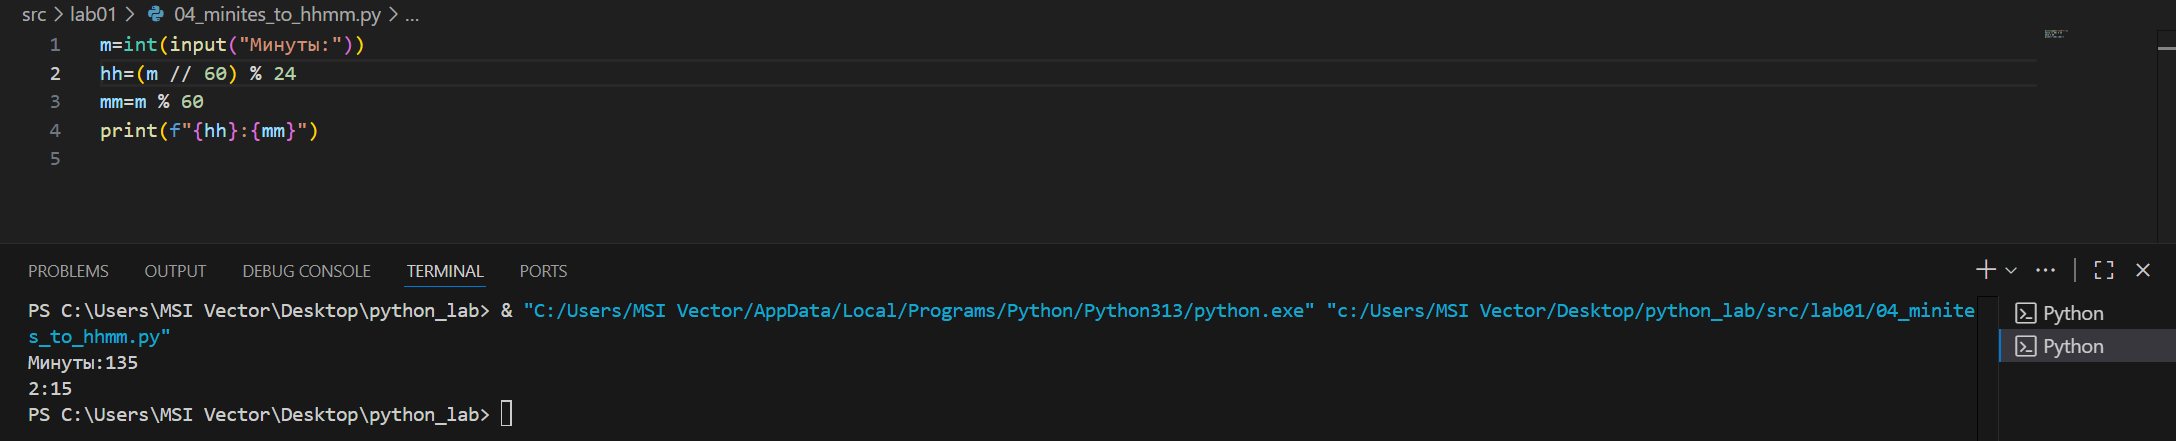 src > lab01 > 04_minites_to_hhmm.py > ...
1 m=int(input("Минуты:"))
2 hh=(m // 60) % 24
3 mm=m % 60
4 print(f"{hh}:{mm}")
5
PROBLEMS OUTPUT DEBUG CONSOLE TERMINAL PORTS
PS C:\Users\MSI Vector\Desktop\python_lab> & "C:/Users/MSI Vector/AppData/Local/Programs/Python/Python313/python.exe" "c:/Users/MSI Vector/Desktop/python_lab/src/lab01/04_minite
s_to_hhmm.py"
Минуты:135
2:15
PS C:\Users\MSI Vector\Desktop\python_lab>
Python
Python